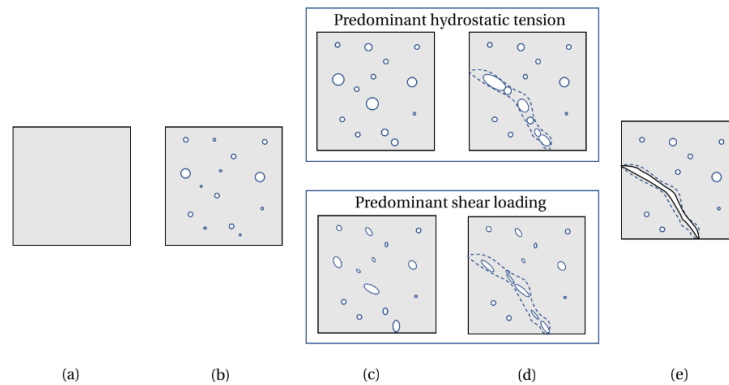 Predominant hydrostatic tension
Predominant shear loading
(a) (b) (c) (d) (e)